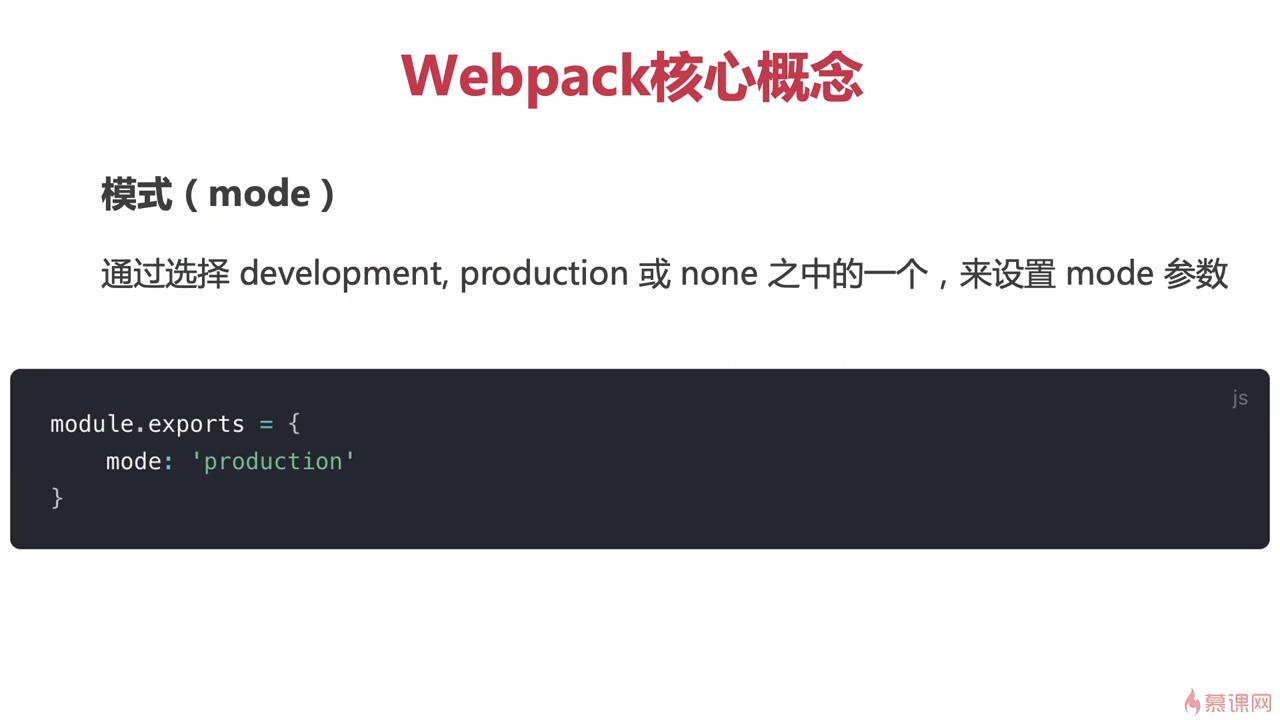 Webpack核心概念
模式（mode）
通过选择 development, production 或 none 之中的一个，来设置 mode 参数
js
module.exports = {
    mode: 'production'
}
慕课网